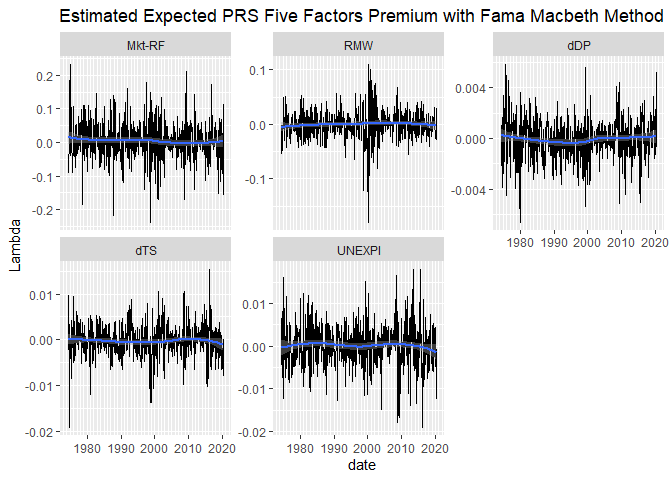 Estimated Expected PRS Five Factors Premium with Fama Macbeth Method
Mkt-RF
RMW
dDP
0.2
0.1
0.0
-0.1
-0.2
0.1
0.0
-0.1
0.004
0.000
-0.004
1980 1990 2000 2010 2020
Lambda
dTS
UNEXPI
0.01
0.00
-0.01
-0.02
0.01
0.00
-0.01
-0.02
1980 1990 2000 2010 2020
1980 1990 2000 2010 2020
date